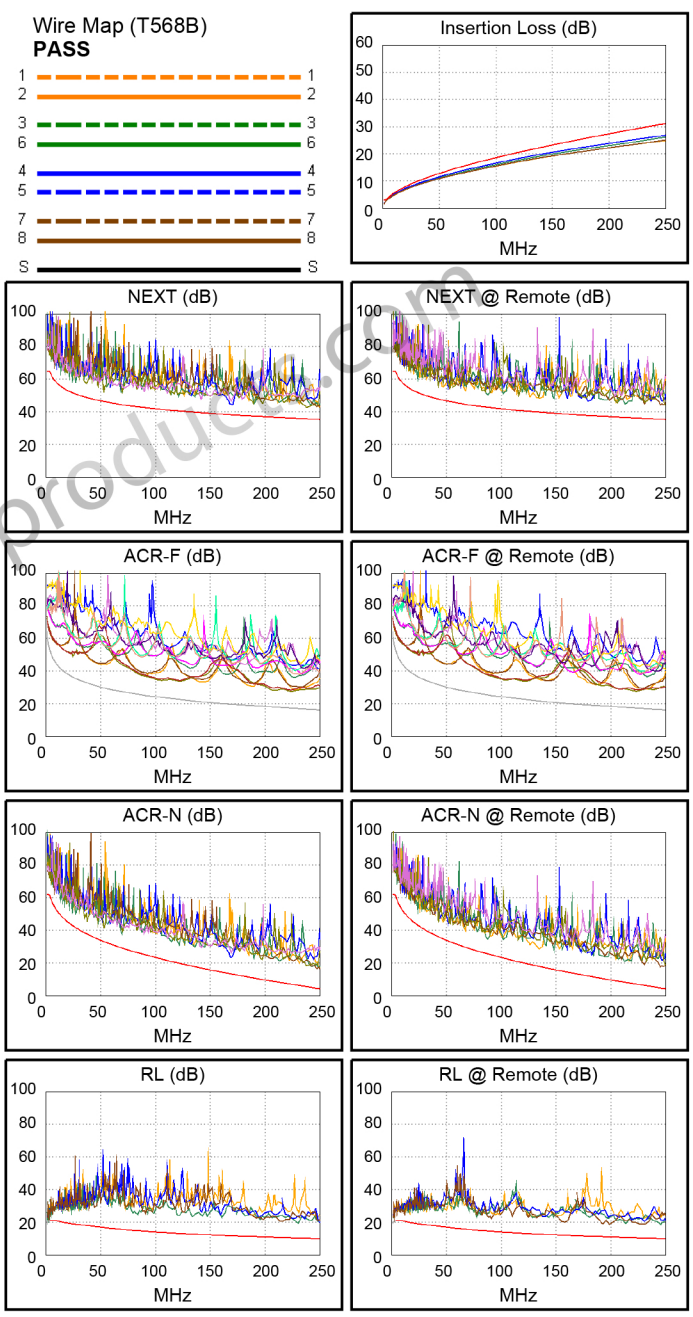 Wire Map (T568B)
PASS
1 1
2 2
3 3
6 6
4 4
5 5
7 7
8 8
S S
Insertion Loss (dB)
60
50
40
30
20
10
0
0 50 100 150 200 250
MHz
NEXT (dB)
100
80
60
40
20
0
0 50 100 150 200 250
MHz
NEXT @ Remote (dB)
100
80
60
40
20
0
0 50 100 150 200 250
MHz
ACR-F (dB)
100
80
60
40
20
0
0 50 100 150 200 250
MHz
ACR-F @ Remote (dB)
100
80
60
40
20
0
0 50 100 150 200 250
MHz
ACR-N (dB)
100
80
60
40
20
0
0 50 100 150 200 250
MHz
ACR-N @ Remote (dB)
100
80
60
40
20
0
0 50 100 150 200 250
MHz
RL (dB)
100
80
60
40
20
0
0 50 100 150 200 250
MHz
RL @ Remote (dB)
100
80
60
40
20
0
0 50 100 150 200 250
MHz
products.com